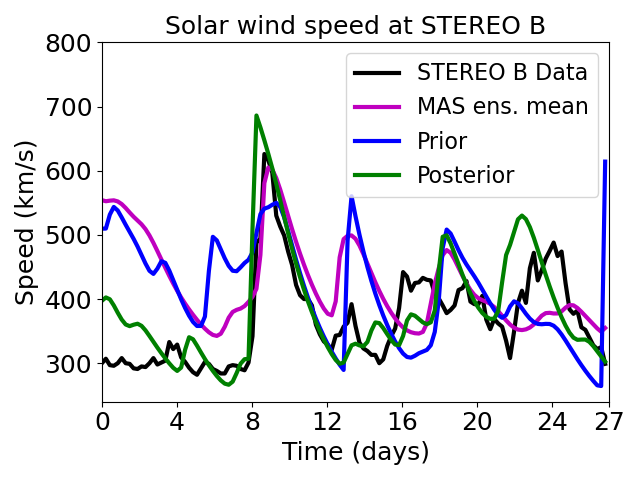 Solar wind speed at STEREO B
800
700
600
500
400
300
Speed (km/s)
STEREO B Data
MAS ens. mean
Prior
Posterior
0 4 8 12 16 20 24 27
Time (days)